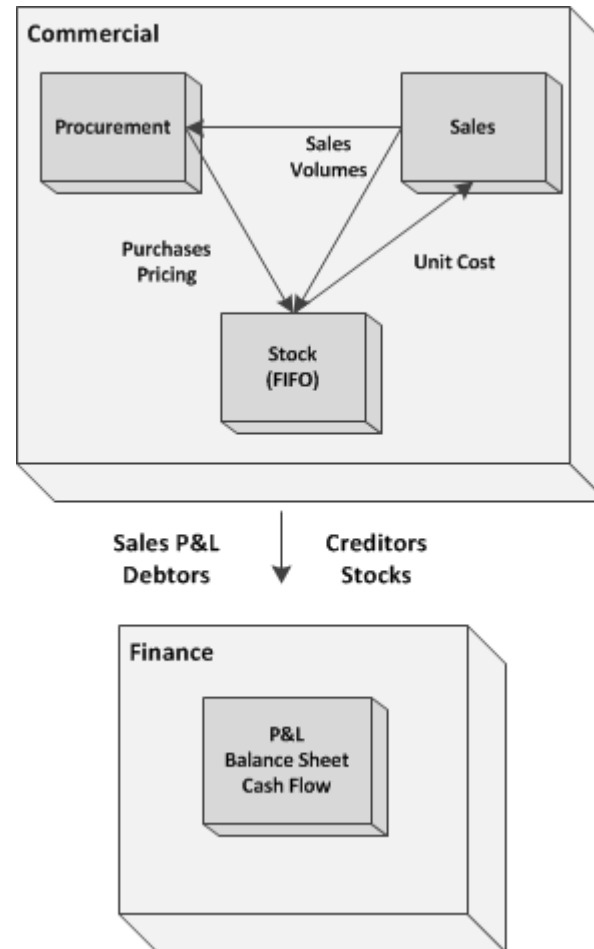 Commercial
Procurement
Sales
Sales
Volumes
Purchases
Pricing
Unit Cost
Stock
(FIFO)
Sales P&L
Debtors
Creditors
Stocks
Finance
P&L
Balance Sheet
Cash Flow